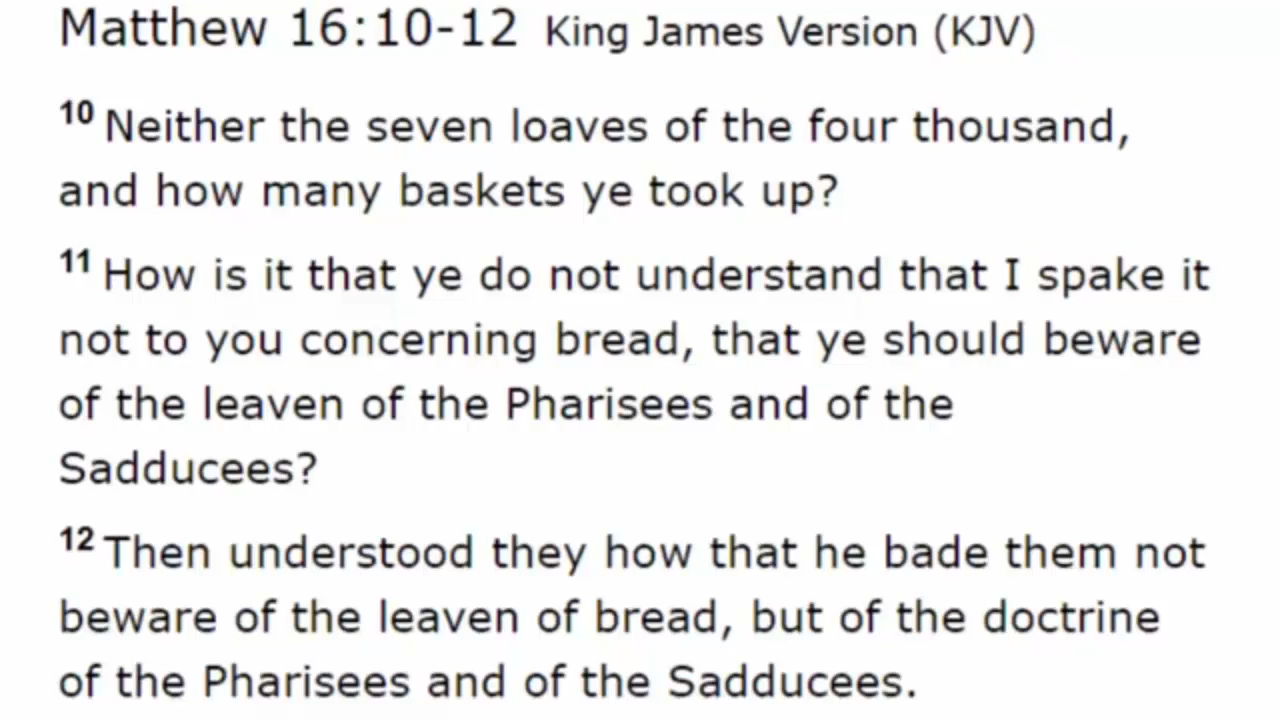 Matthew 16:10-12 King James Version (KJV)
10 Neither the seven loaves of the four thousand,
and how many baskets ye took up?
11 How is it that ye do not understand that I spake it
not to you concerning bread, that ye should beware
of the leaven of the Pharisees and of the
Sadducees?
12 Then understood they how that he bade them not
beware of the leaven of bread, but of the doctrine
of the Pharisees and of the Sadducees.